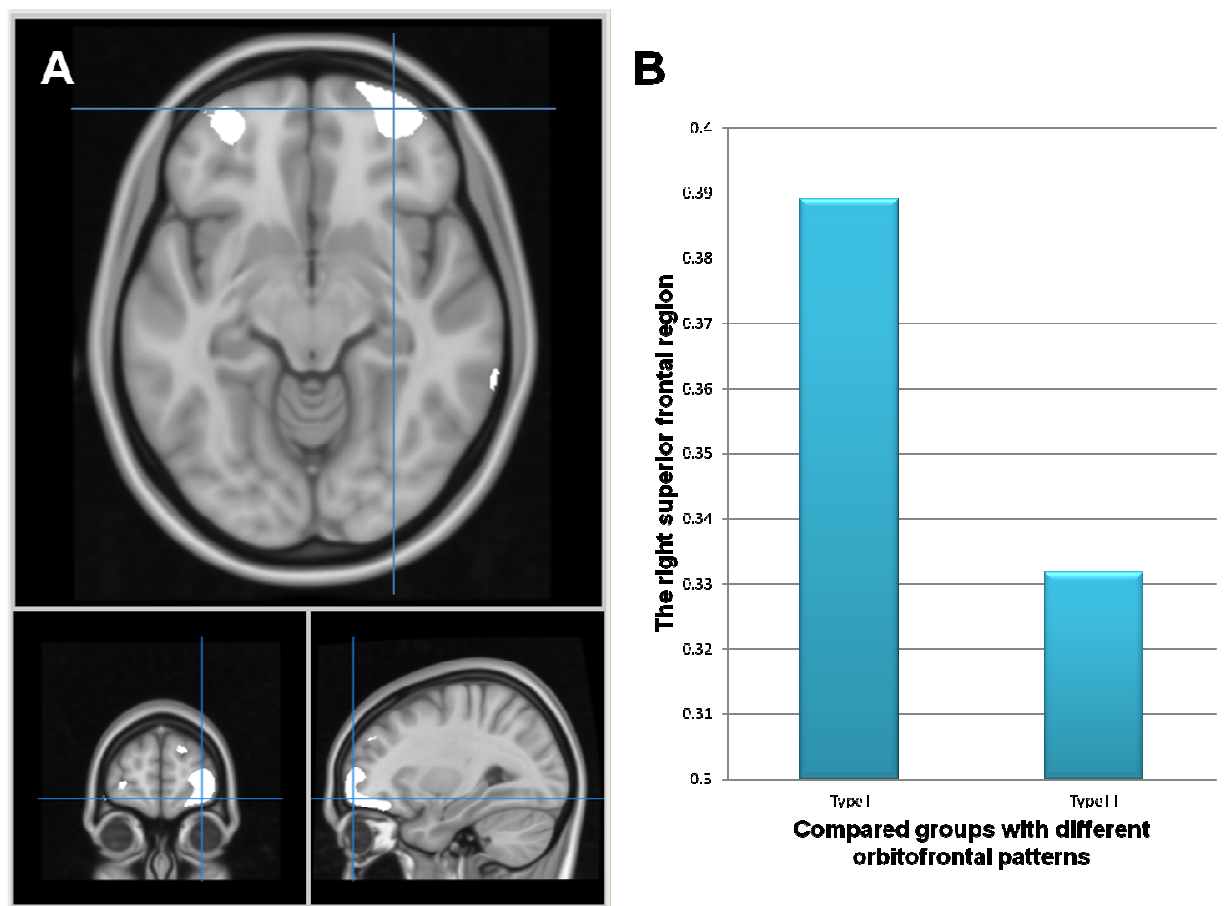 A
B
The right superior frontal region
0.4
0.39
0.38
0.37
0.36
0.35
0.34
0.33
0.32
0.31
0.3
Type I
Type II
Compared groups with different
orbitofrontal patterns